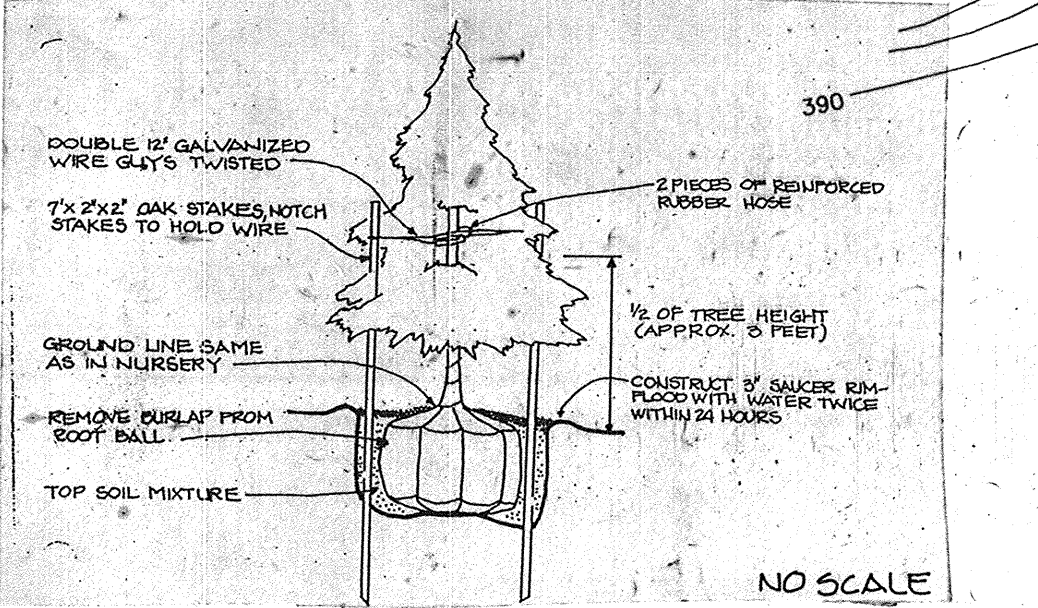 390
DOUBLE 12" GALVANIZED
WIRE GUYS TWISTED
2 PIECES OF REINFORCED
RUBBER HOSE
7'X 2"X2" OAK STAKES, NOTCH
STAKES TO HOLD WIRE
1/2 OF TREE HEIGHT
(APPROX. 3 FEET)
GROUND LINE SAME
AS IN NURSERY
CONSTRUCT 3" SAUCER RIM-
FLOOD WITH WATER TWICE
WITHIN 24 HOURS
REMOVE BURLAP FROM
ROOT BALL
TOP SOIL MIXTURE
NO SCALE